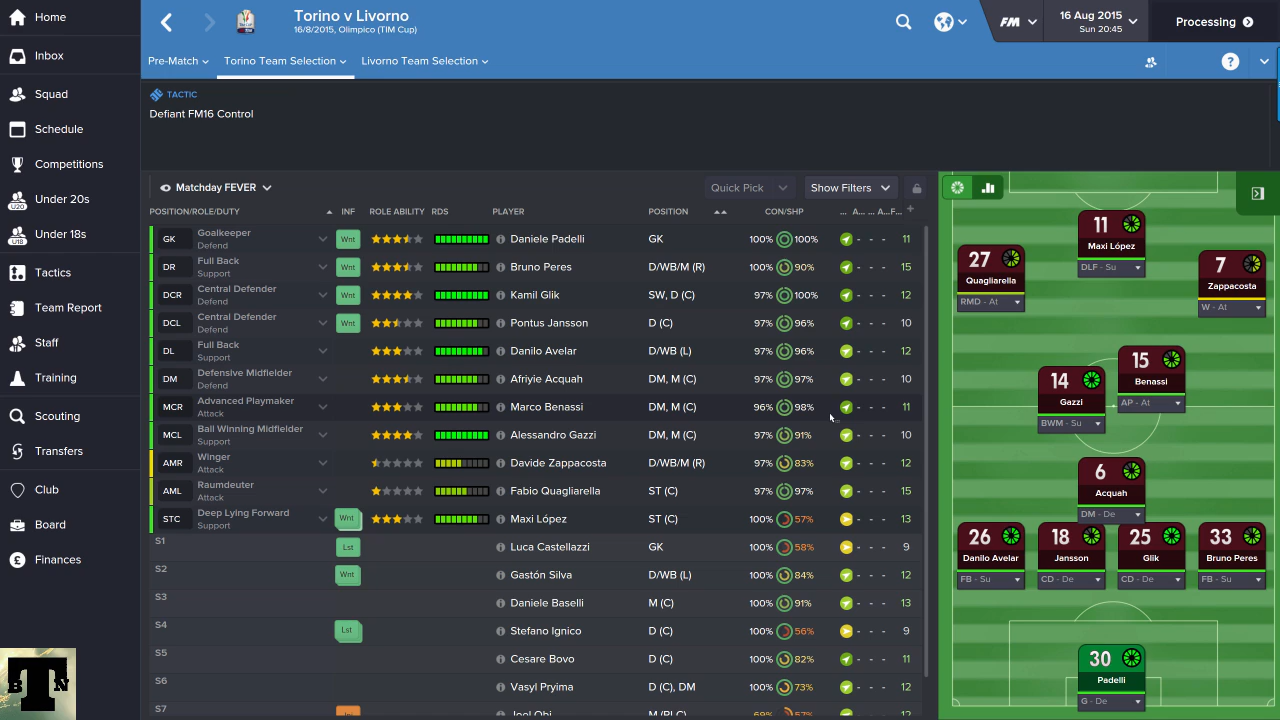 Home
Inbox
Squad
Schedule
Competitions
U20
Under 20s
U18
Under 18s
Tactics
Team Report
Staff
Training
Scouting
Transfers
Club
Board
Finances
B T N
Torino v Livorno
16/8/2015, Olimpico (TIM Cup)
FM
16 Aug 2015
Sun 20:45
Processing
Pre-Match
Torino Team Selection
Livorno Team Selection
?
TACTIC
Defiant FM16 Control
Matchday FEVER
Quick Pick
Show Filters
POSITION/ROLE/DUTY INF ROLE ABILITY RDS PLAYER POSITION CON/SHP ... A... ... A...F... +
GK Goalkeeper Defend Wnt Daniele Padelli GK 100% 100% 11
DR Full Back Support Wnt Bruno Peres D/WB/M (R) 100% 90% 15
DCR Central Defender Defend Wnt Kamil Glik SW, D (C) 97% 100% 12
DCL Central Defender Defend Wnt Pontus Jansson D (C) 97% 96% 10
DL Full Back Support Danilo Avelar D/WB (L) 97% 96% 12
DM Defensive Midfielder Defend Afriyie Acquah DM, M (C) 97% 97% 10
MCR Advanced Playmaker Attack Marco Benassi DM, M (C) 96% 98% 11
MCL Ball Winning Midfielder Support Alessandro Gazzi DM, M (C) 97% 91% 10
AMR Winger Attack Davide Zappacosta D/WB/M (R) 97% 83% 12
AML Raumdeuter Attack Fabio Quagliarella ST (C) 97% 97% 15
STC Deep Lying Forward Support Wnt Maxi López ST (C) 100% 57% 13
S1 Lst Luca Castellazzi GK 100% 58% 9
S2 Wnt Gastón Silva D/WB (L) 100% 84% 12
S3 Daniele Baselli M (C) 100% 91% 13
S4 Lst Stefano Ignico D (C) 100% 56% 9
S5 Cesare Bovo D (C) 100% 82% 11
S6 Vasyl Pryima D (C), DM 100% 73% 12
S7 Joel Obi M (RLC) 69% 57% 12
11
Maxi López
DLF - Su
27
Quagliarella
RMD - At
7
Zappacosta
W - At
15
Benassi
AP - At
14
Gazzi
BWM - Su
6
Acquah
DM - De
26
Danilo Avelar
FB - Su
18
Jansson
CD - De
25
Glik
CD - De
33
Bruno Peres
FB - Su
30
Padelli
G - De